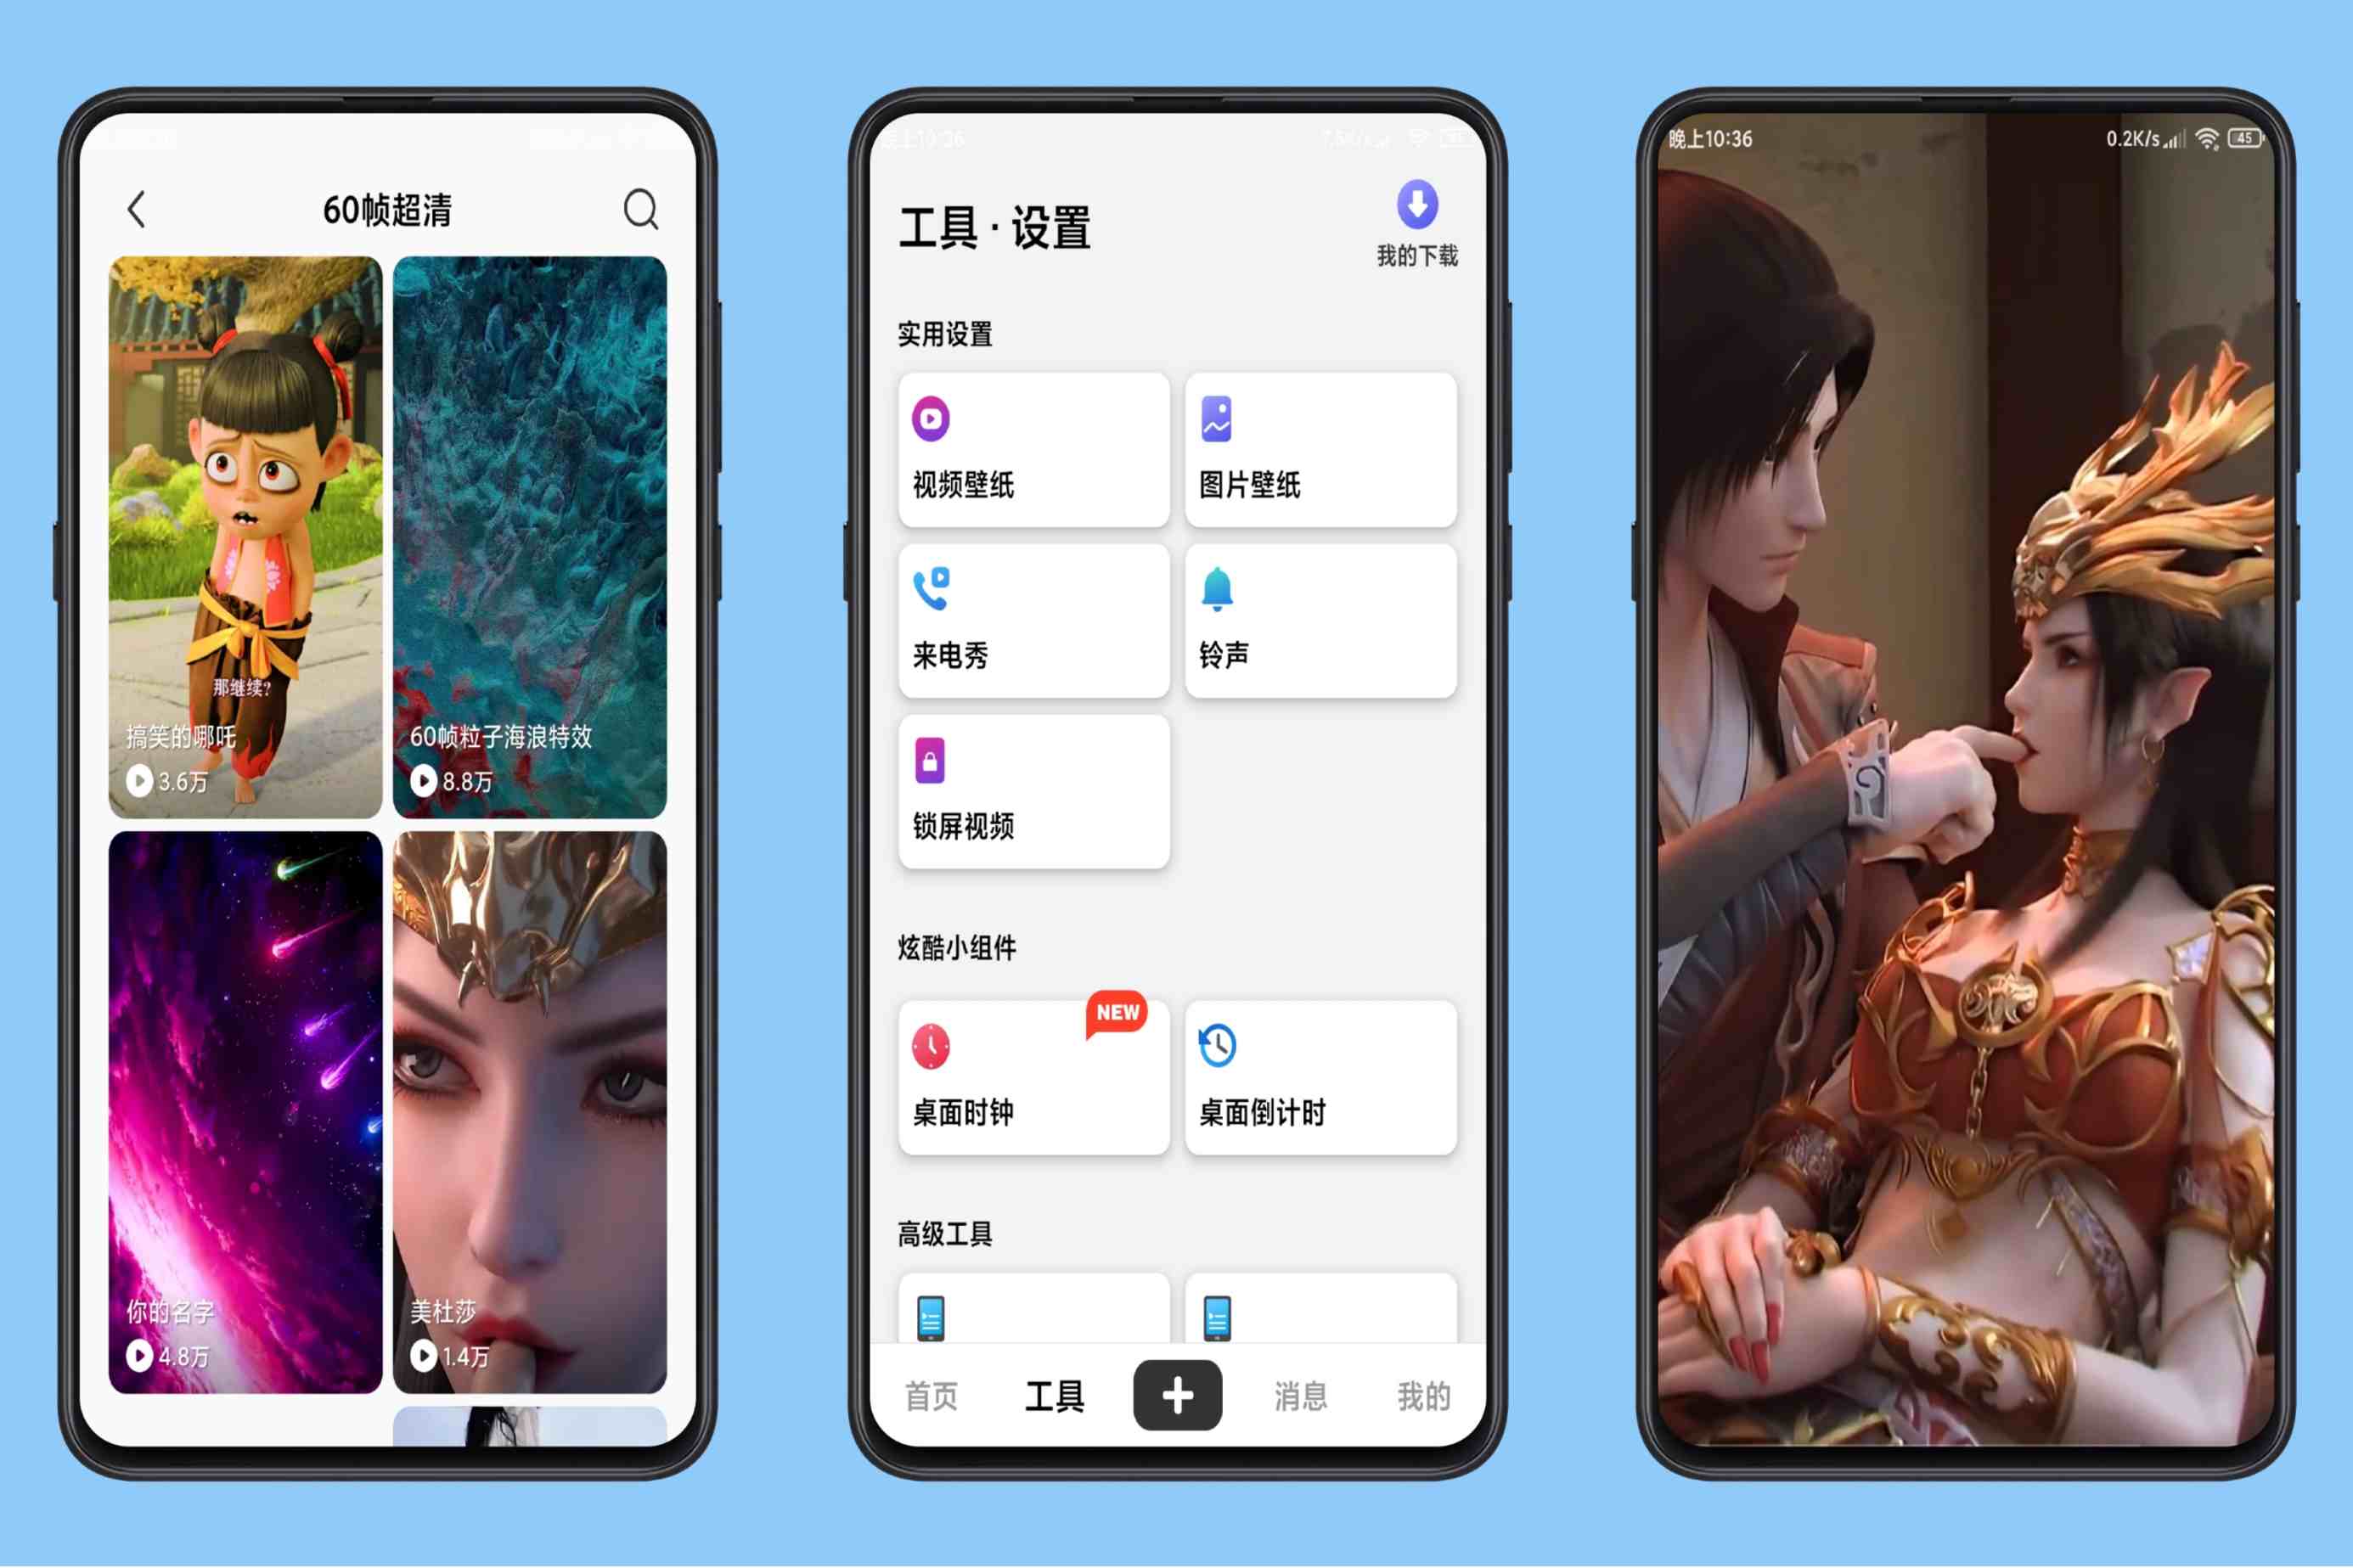 60帧超清
那继续?
搞笑的哪吒
3.6万
60帧粒子海浪特效
8.8万
你的名字
4.8万
美杜莎
1.4万
晚上10:36
工具·设置
我的下载
实用设置
视频壁纸
图片壁纸
来电秀
铃声
锁屏视频
炫酷小组件
NEW
桌面时钟
桌面倒计时
高级工具
首页
工具
消息
我的
晚上10:36
0.2K/s
45